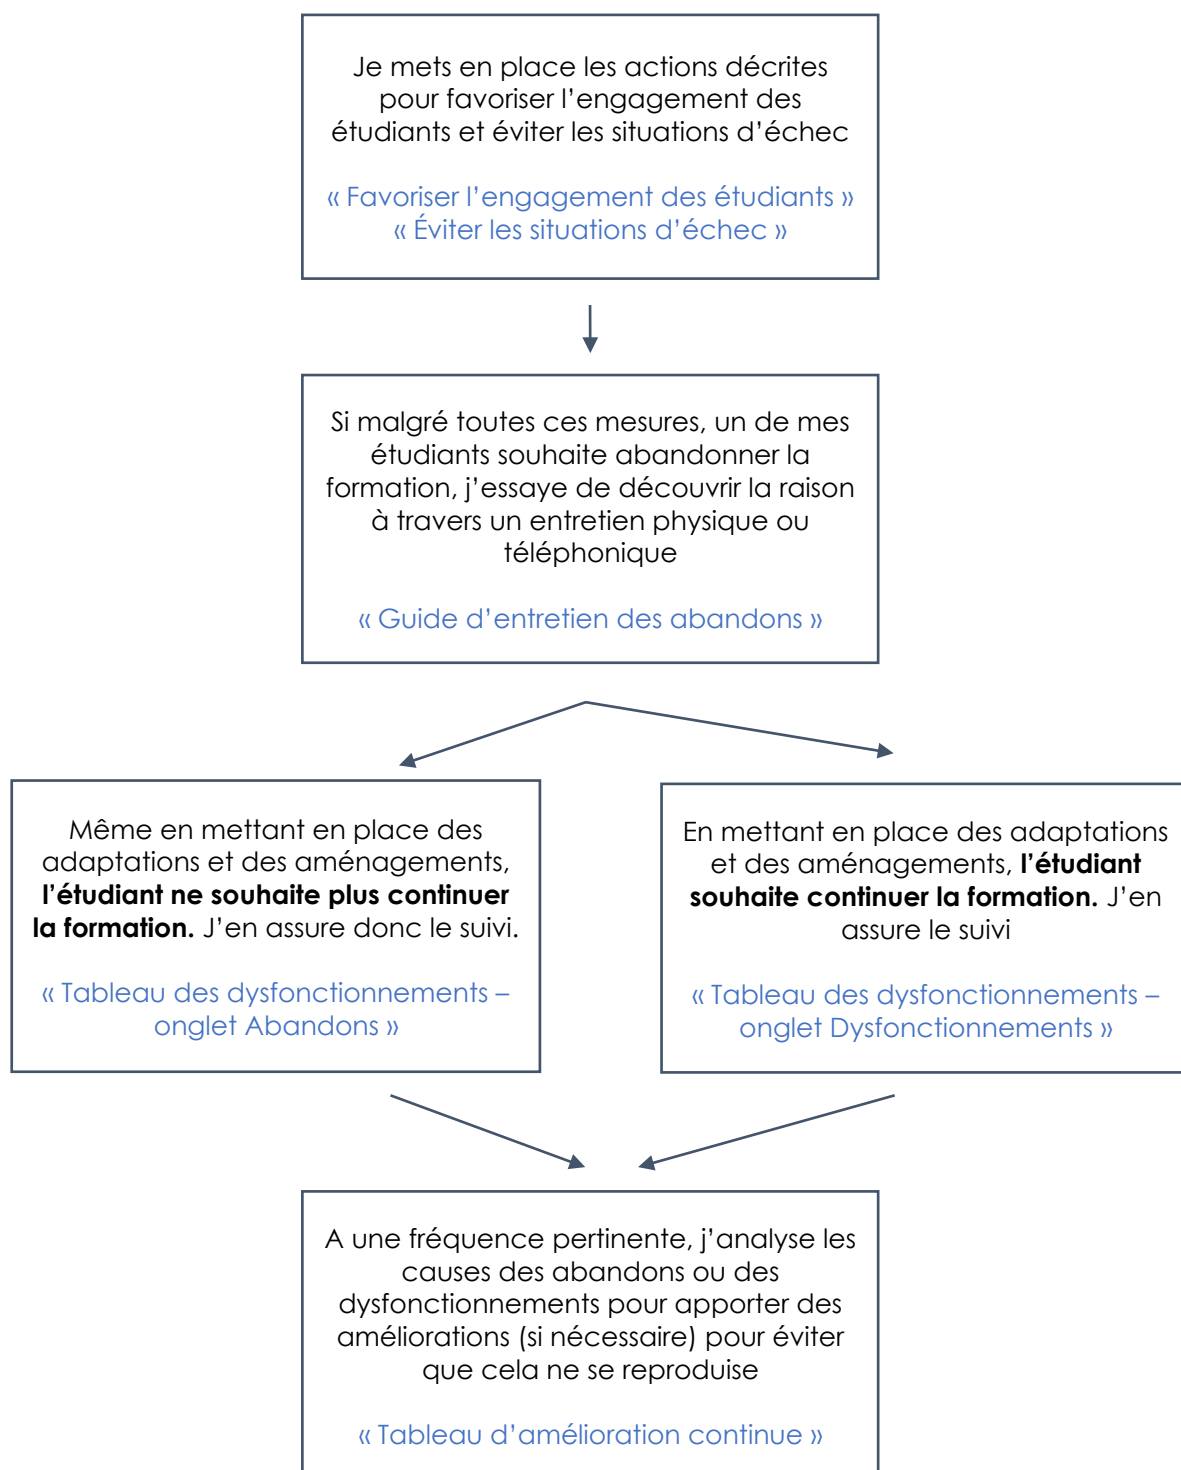 Je mets en place les actions décrites
pour favoriser l’engagement des
étudiants et éviter les situations d’échec
« Favoriser l’engagement des étudiants »
« Éviter les situations d’échec »
Si malgré toutes ces mesures, un de mes
étudiants souhaite abandonner la
formation, j’essaye de découvrir la raison
à travers un entretien physique ou
téléphonique
« Guide d’entretien des abandons »
Même en mettant en place des
adaptations et des aménagements,
l’étudiant ne souhaite plus continuer
la formation. J’en assure donc le suivi.
« Tableau des dysfonctionnements –
onglet Abandons »
En mettant en place des adaptations
et des aménagements, l’étudiant
souhaite continuer la formation. J’en
assure le suivi
« Tableau des dysfonctionnements –
onglet Dysfonctionnements »
A une fréquence pertinente, j’analyse les
causes des abandons ou des
dysfonctionnements pour apporter des
améliorations (si nécessaire) pour éviter
que cela ne se reproduise
« Tableau d’amélioration continue »